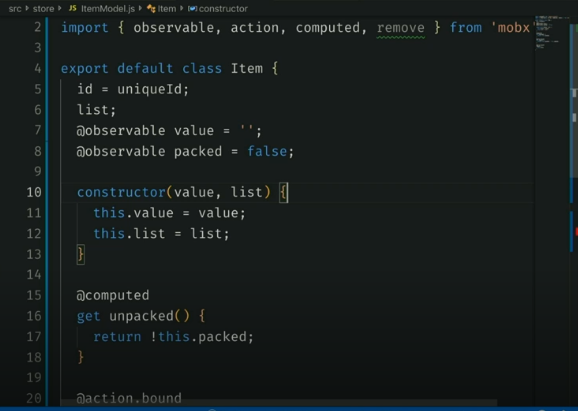 src > store > JS ItemModel.js > Item > constructor
2 import { observable, action, computed, remove } from 'mobx
3
4 export default class Item {
5 id = uniqueId;
6 list;
7 @observable value = '';
8 @observable packed = false;
9
10 constructor(value, list) {
11 this.value = value;
12 this.list = list;
13 }
14
15 @computed
16 get unpacked() {
17 return !this.packed;
18 }
19
20 @action.bound